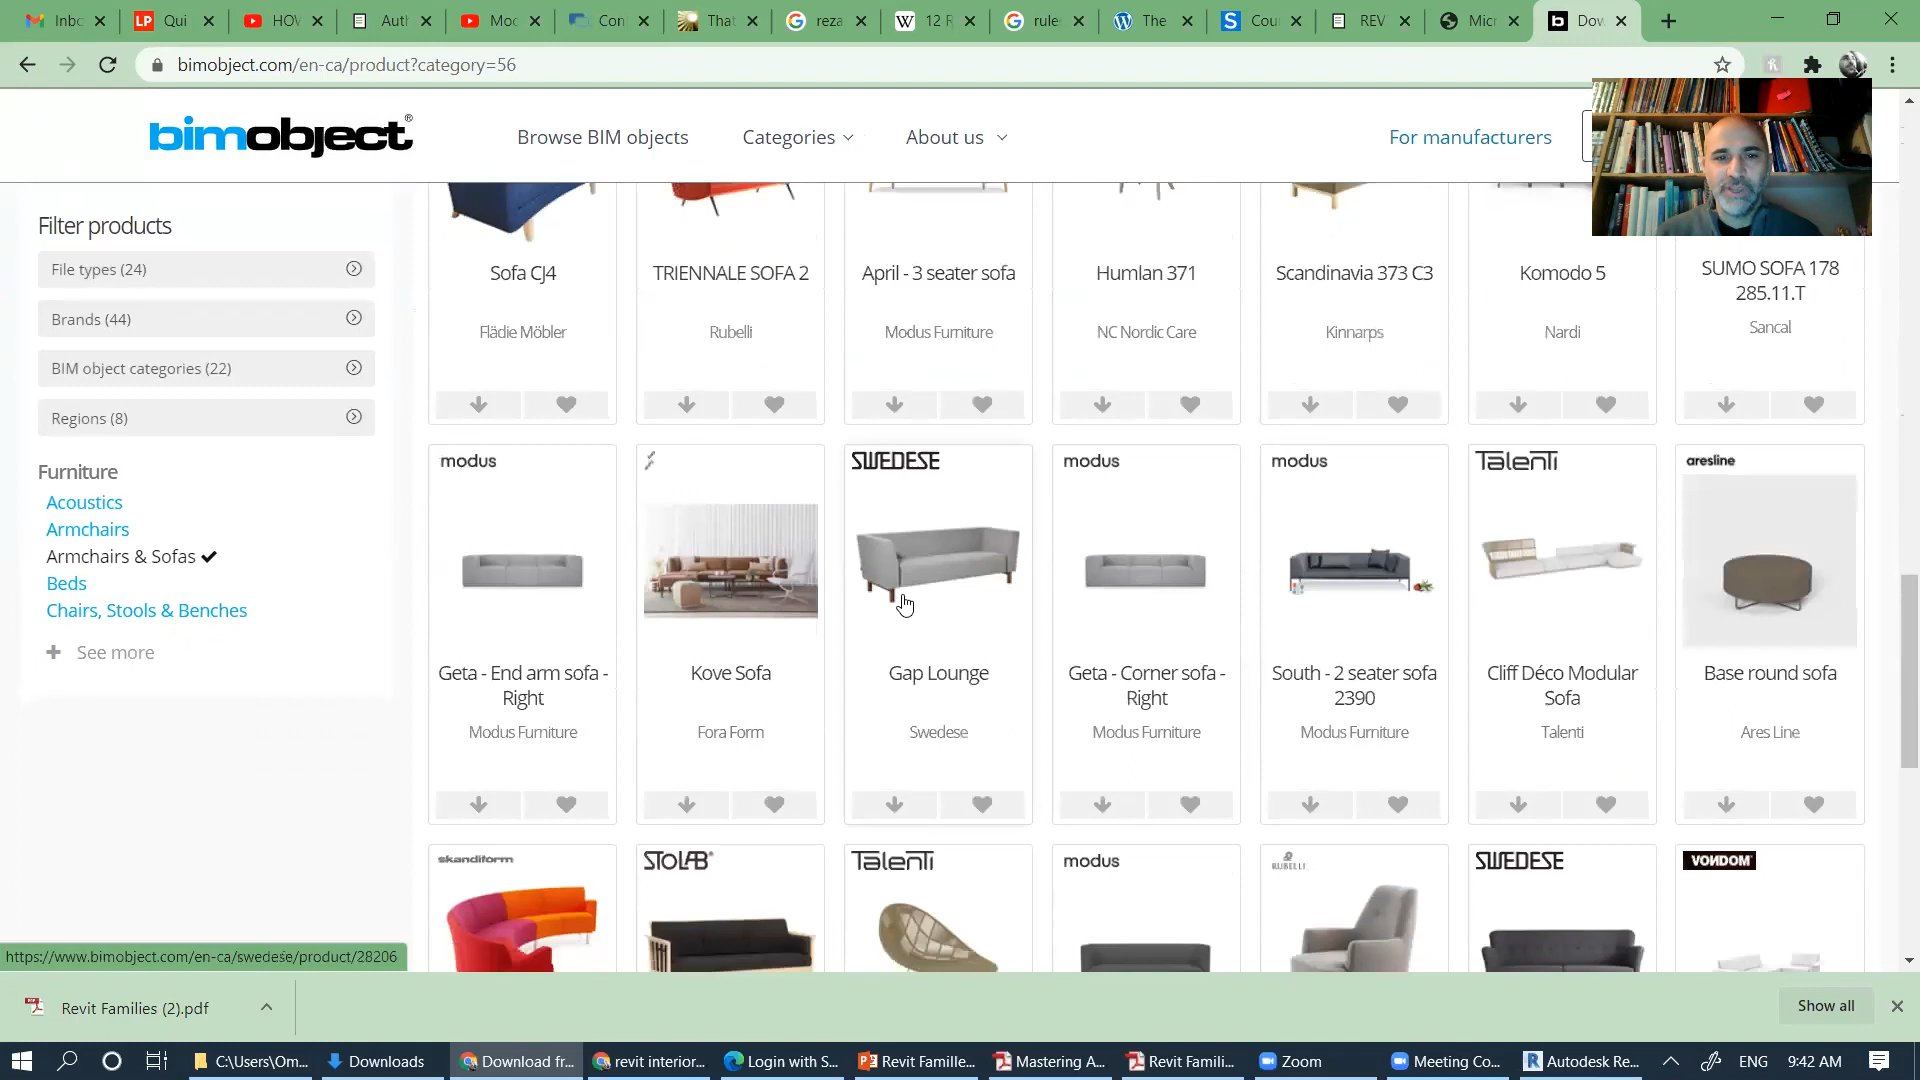 Inbc
LP Qui
HOV
Auth
Moc
Con
That
reza
W 12 R
rule
The
S Cou
REV
Micr
b Dow
bimobject.com/en-ca/product?category=56
bimobject®
Browse BIM objects
Categories
About us
For manufacturers
Filter products
File types (24)
Brands (44)
BIM object categories (22)
Regions (8)
Furniture
Acoustics
Armchairs
Armchairs & Sofas
Beds
Chairs, Stools & Benches
See more
Sofa CJ4
Flädie Möbler
TRIENNALE SOFA 2
Rubelli
April - 3 seater sofa
Modus Furniture
Humlan 371
NC Nordic Care
Scandinavia 373 C3
Kinnarps
Komodo 5
Nardi
SUMO SOFA 178
285.11.T
Sancal
modus
Geta - End arm sofa -
Right
Modus Furniture
Kove Sofa
Fora Form
SWEDESE
Gap Lounge
Swedese
modus
Geta - Corner sofa -
Right
Modus Furniture
modus
South - 2 seater sofa
2390
Modus Furniture
TALENTI
Cliff Déco Modular
Sofa
Talenti
aresline
Base round sofa
Ares Line
skandiform
STOLAB®
TALENTI
modus
RUBELLI
SWEDESE
VONDOM
https://www.bimobject.com/en-ca/swedese/product/28206
Revit Families (2).pdf
Show all
C:\Users\Om...
Downloads
Download fr...
revit interior...
Login with S...
Revit Famille...
Mastering A...
Revit Famili...
Zoom
Meeting Co...
Autodesk Re...
ENG
9:42 AM